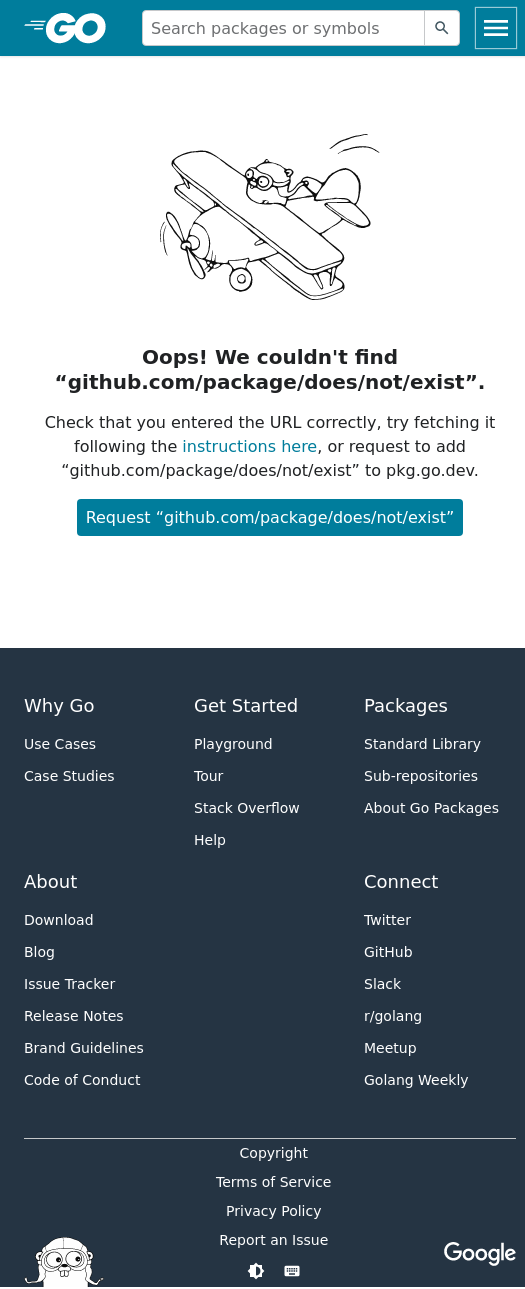 GO
Search packages or symbols
Oops! We couldn't find
“github.com/package/does/not/exist”.
Check that you entered the URL correctly, try fetching it
following the instructions here, or request to add
“github.com/package/does/not/exist” to pkg.go.dev.
Request “github.com/package/does/not/exist”
Why Go
Use Cases
Case Studies
Get Started
Playground
Tour
Stack Overflow
Help
Packages
Standard Library
Sub-repositories
About Go Packages
About
Download
Blog
Issue Tracker
Release Notes
Brand Guidelines
Code of Conduct
Connect
Twitter
GitHub
Slack
r/golang
Meetup
Golang Weekly
Copyright
Terms of Service
Privacy Policy
Report an Issue
Google